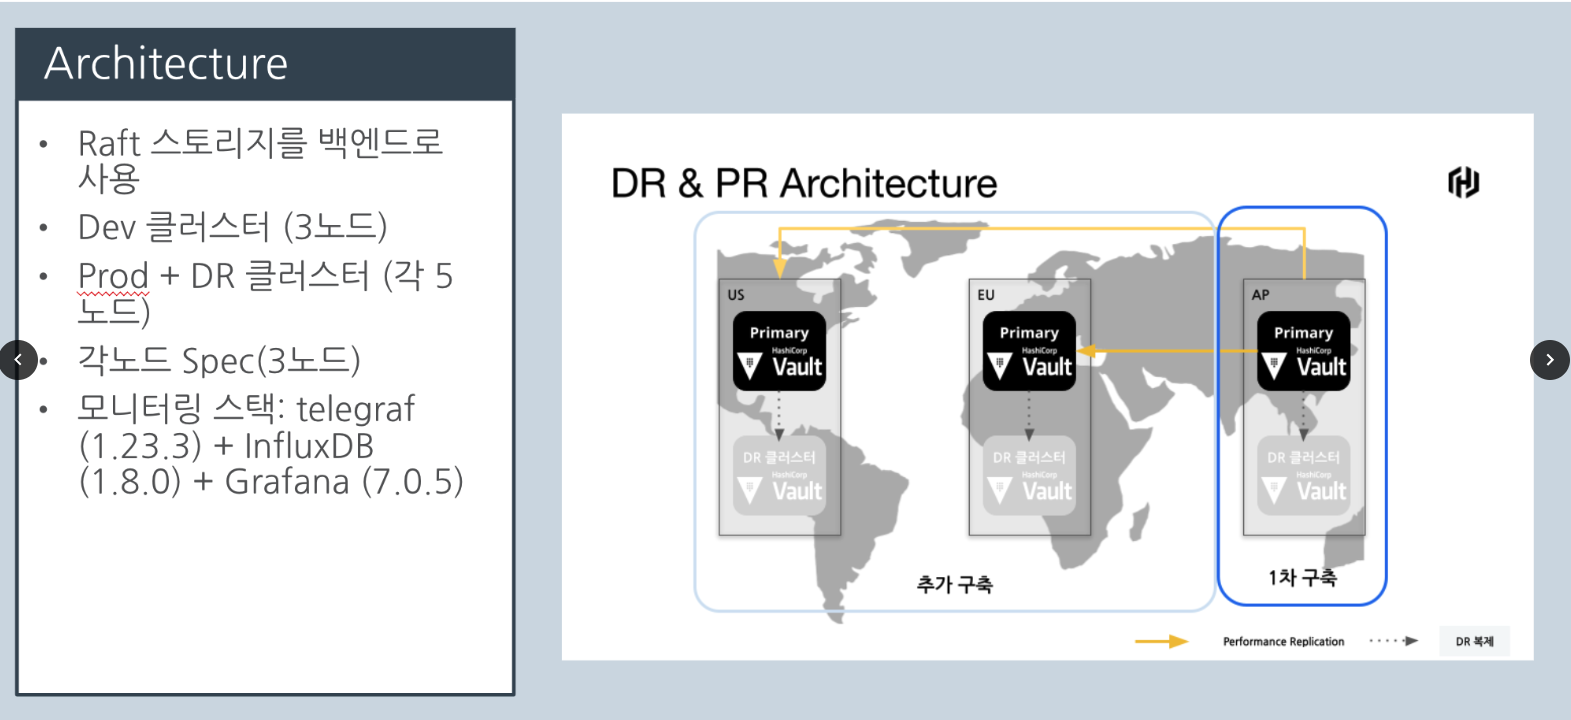 Architecture
• Raft 스토리지를 백엔드로
사용
• Dev 클러스터 (3노드)
• Prod + DR 클러스터 (각 5
노드)
• 각노드 Spec(3노드)
• 모니터링 스택: telegraf
(1.23.3) + InfluxDB
(1.8.0) + Grafana (7.0.5)
DR & PR Architecture
US
Primary
HashiCorp
Vault
DR 클러스터
HashiCorp
Vault
EU
Primary
HashiCorp
Vault
DR 클러스터
HashiCorp
Vault
AP
Primary
HashiCorp
Vault
DR 클러스터
HashiCorp
Vault
추가 구축
1차 구축
Performance Replication
DR 복제